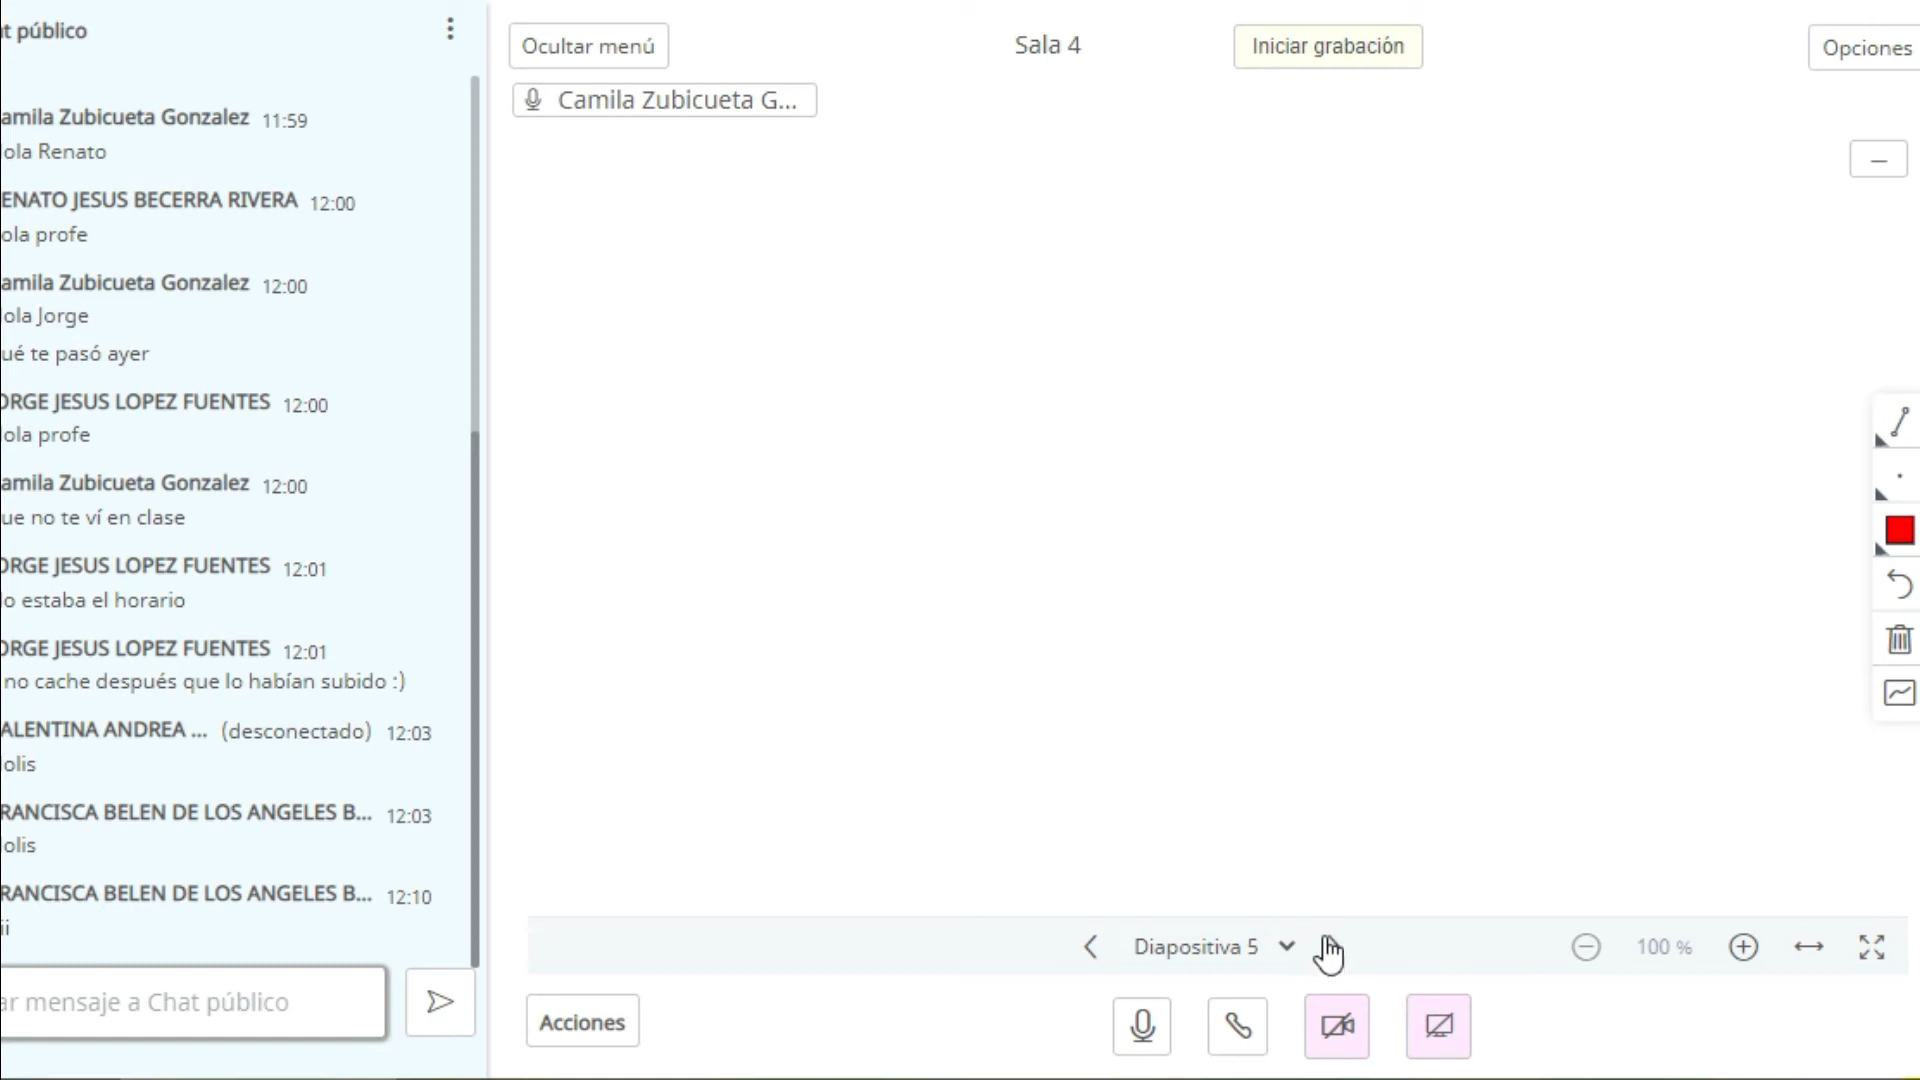 t público
amila Zubicueta Gonzalez 11:59
ola Renato
ENATO JESUS BECERRA RIVERA 12:00
ola profe
amila Zubicueta Gonzalez 12:00
ola Jorge
ué te pasó ayer
ORGE JESUS LOPEZ FUENTES 12:00
ola profe
amila Zubicueta Gonzalez 12:00
ue no te ví en clase
ORGE JESUS LOPEZ FUENTES 12:01
o estaba el horario
ORGE JESUS LOPEZ FUENTES 12:01
no cache después que lo habían subido :)
ALENTINA ANDREA ... (desconectado) 12:03
olis
RANCISCA BELEN DE LOS ANGELES B... 12:03
olis
RANCISCA BELEN DE LOS ANGELES B... 12:10
ii
ar mensaje a Chat público
Ocultar menú
Sala 4
Iniciar grabación
Opciones
Camila Zubicueta G...
Diapositiva 5
100 %
Acciones